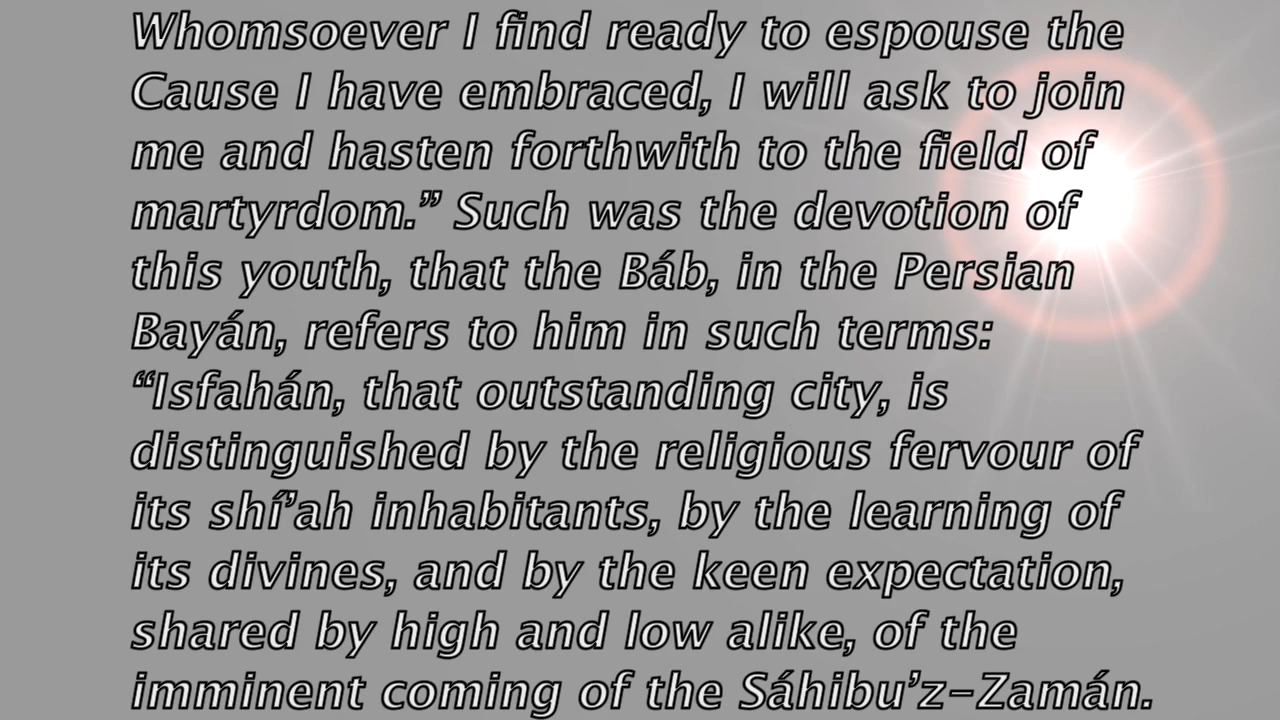 Whomsoever I find ready to espouse the
Cause I have embraced, I will ask to join
me and hasten forthwith to the field of
martyrdom.” Such was the devotion of
this youth, that the Báb, in the Persian
Bayán, refers to him in such terms:
“Isfahán, that outstanding city, is
distinguished by the religious fervour of
its shí’ah inhabitants, by the learning of
its divines, and by the keen expectation,
shared by high and low alike, of the
imminent coming of the Sáhibu’z-Zamán.